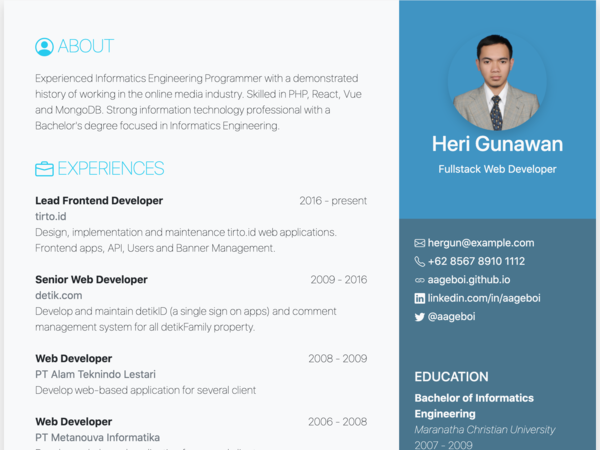 ABOUT
Experienced Informatics Engineering Programmer with a demonstrated
history of working in the online media industry. Skilled in PHP, React, Vue
and MongoDB. Strong information technology professional with a
Bachelor's degree focused in Informatics Engineering.
EXPERIENCES
Lead Frontend Developer 2016 - present
tirto.id
Design, implementation and maintenance tirto.id web applications.
Frontend apps, API, Users and Banner Management.
Senior Web Developer 2009 - 2016
detik.com
Develop and maintain detikID (a single sign on apps) and comment
management system for all detikFamily property.
Web Developer 2008 - 2009
PT Alam Teknindo Lestari
Develop web-based application for several client
Web Developer 2006 - 2008
PT Metanouva Informatika
Heri Gunawan
Fullstack Web Developer
hergun@example.com
+62 8567 8910 1112
aageboi.github.io
linkedin.com/in/aageboi
@aageboi
EDUCATION
Bachelor of Informatics
Engineering
Maranatha Christian University
2007 - 2009